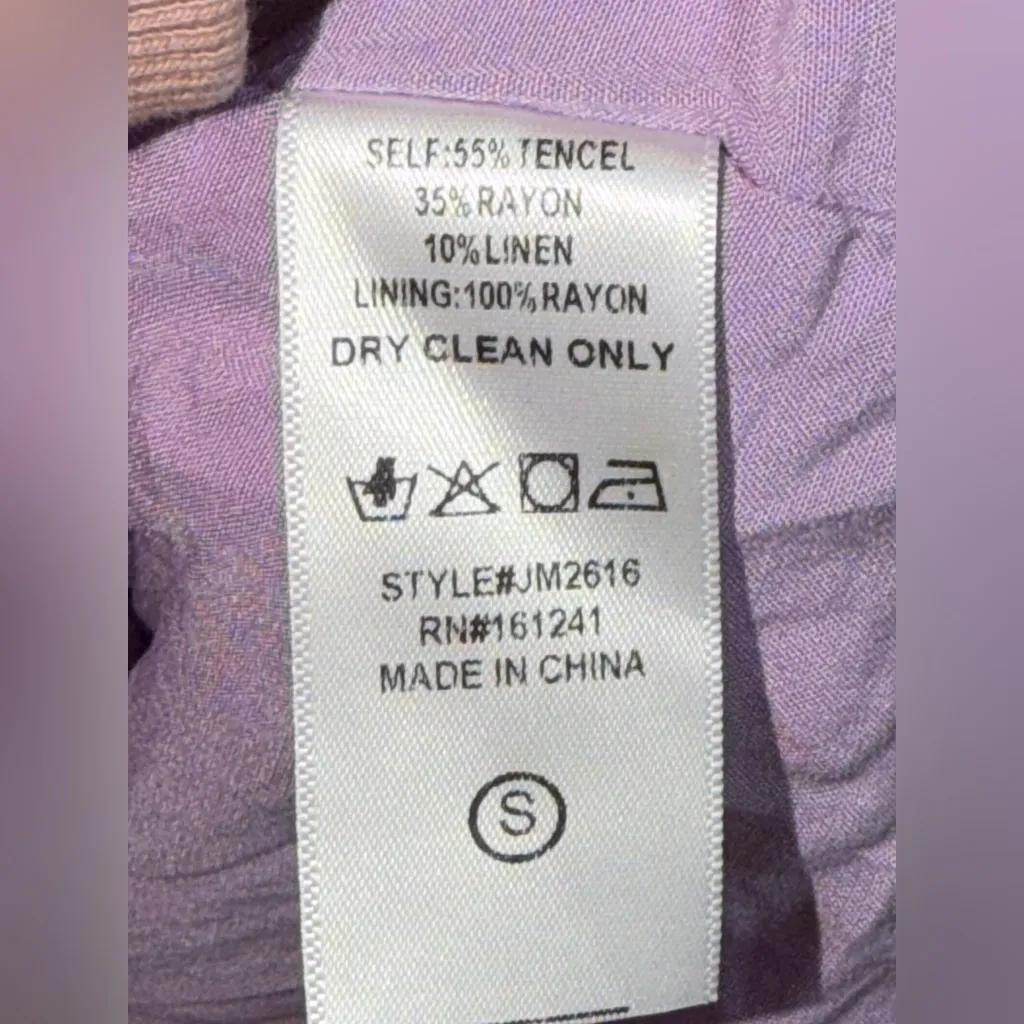 SELF:55% TENCEL
35% RAYON
10% LINEN
LINING:100% RAYON
DRY CLEAN ONLY
STYLE#JM2616
RN#161241
MADE IN CHINA
S